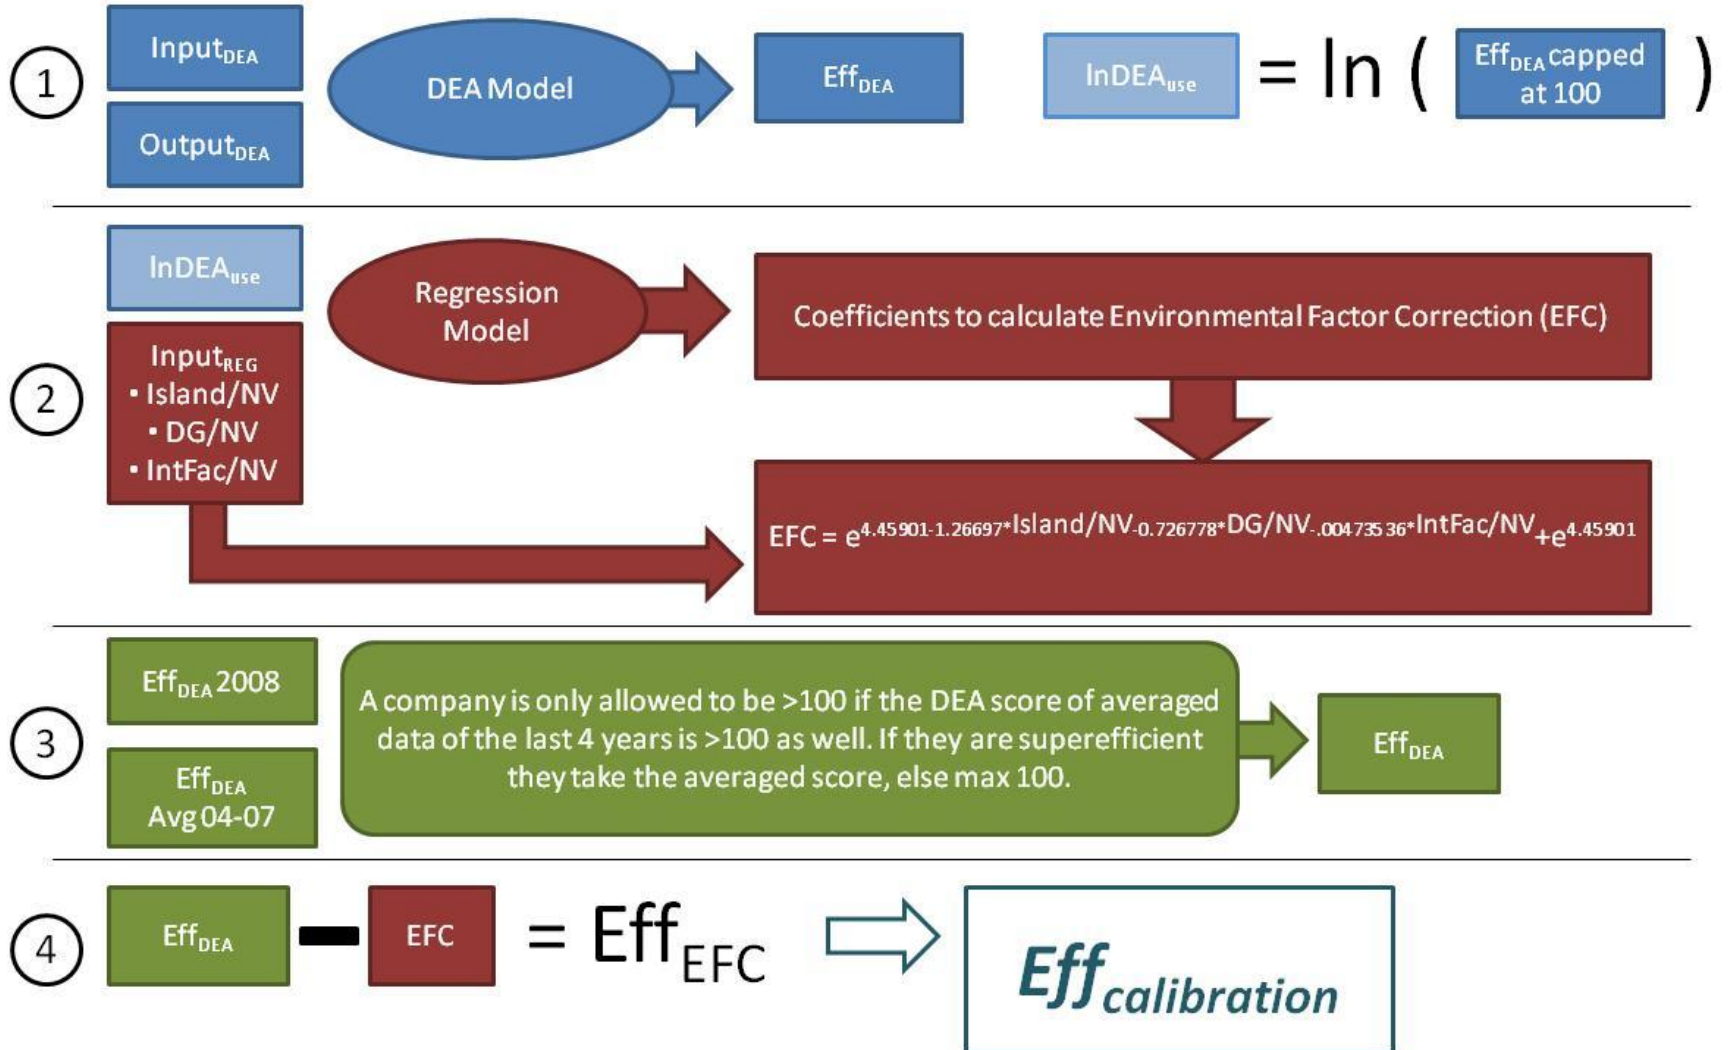 1
Input DEA
Output DEA
DEA Model
Eff DEA
lnDEA use
= ln (
Eff DEA capped
at 100
)
2
lnDEA use
Input REG
• Island/NV
• DG/NV
• IntFac/NV
Regression
Model
Coefficients to calculate Environmental Factor Correction (EFC)
EFC = e4.45901-1.26697*Island/NV-0.726778*DG/NV-.00473536*IntFac/NV+e4.45901
3
Eff DEA 2008
Eff DEA
Avg 04-07
A company is only allowed to be >100 if the DEA score of averaged
data of the last 4 years is >100 as well. If they are superefficient
they take the averaged score, else max 100.
Eff DEA
4
Eff DEA
EFC
= Eff EFC
Eff calibration